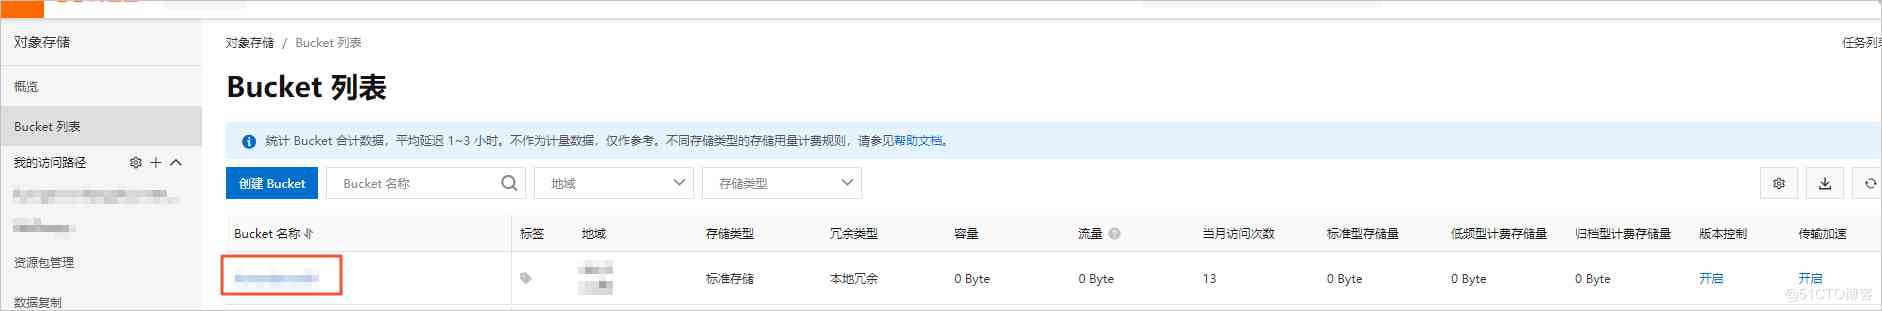 对象存储
对象存储 / Bucket 列表
任务列表
概览
Bucket 列表
Bucket 列表
统计 Bucket 合计数据，平均延迟 1~3 小时。不作为计量数据，仅作参考。不同存储类型的存储用量计费规则，请参见帮助文档。
我的访问路径
创建 Bucket
Bucket 名称
地域
存储类型
Bucket 名称 标签 地域 存储类型 冗余类型 容量 流量 当月访问次数 标准型存储量 低频型计费存储量 归档型计费存储量 版本控制 传输加速
资源包管理
标准存储 本地冗余 0 Byte 0 Byte 13 0 Byte 0 Byte 0 Byte 开启 开启
数据复制
@51CTO博客